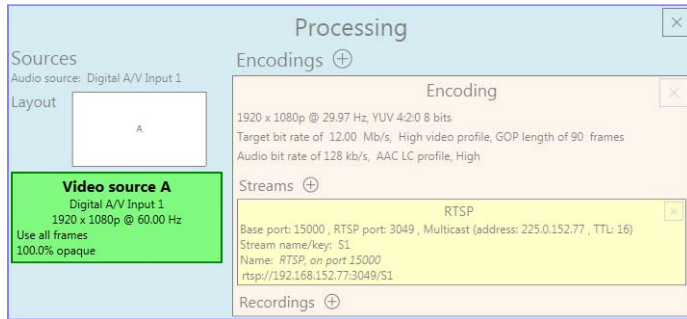 Processing
Sources
Audio source: Digital A/V Input 1
Layout
A
Video source A
Digital A/V Input 1
1920 x 1080p @ 60.00 Hz
Use all frames
100.0% opaque
Encodings
Encoding
1920 x 1080p @ 29.97 Hz, YUV 4:2:0 8 bits
Target bit rate of 12.00 Mb/s, High video profile, GOP length of 90 frames
Audio bit rate of 128 kb/s, AAC LC profile, High
Streams
RTSP
Base port: 15000 , RTSP port: 3049 , Multicast (address: 225.0.152.77 , TTL: 16)
Stream name/key: S1
Name: RTSP, on port 15000
rtsp://192.168.152.77:3049/S1
Recordings